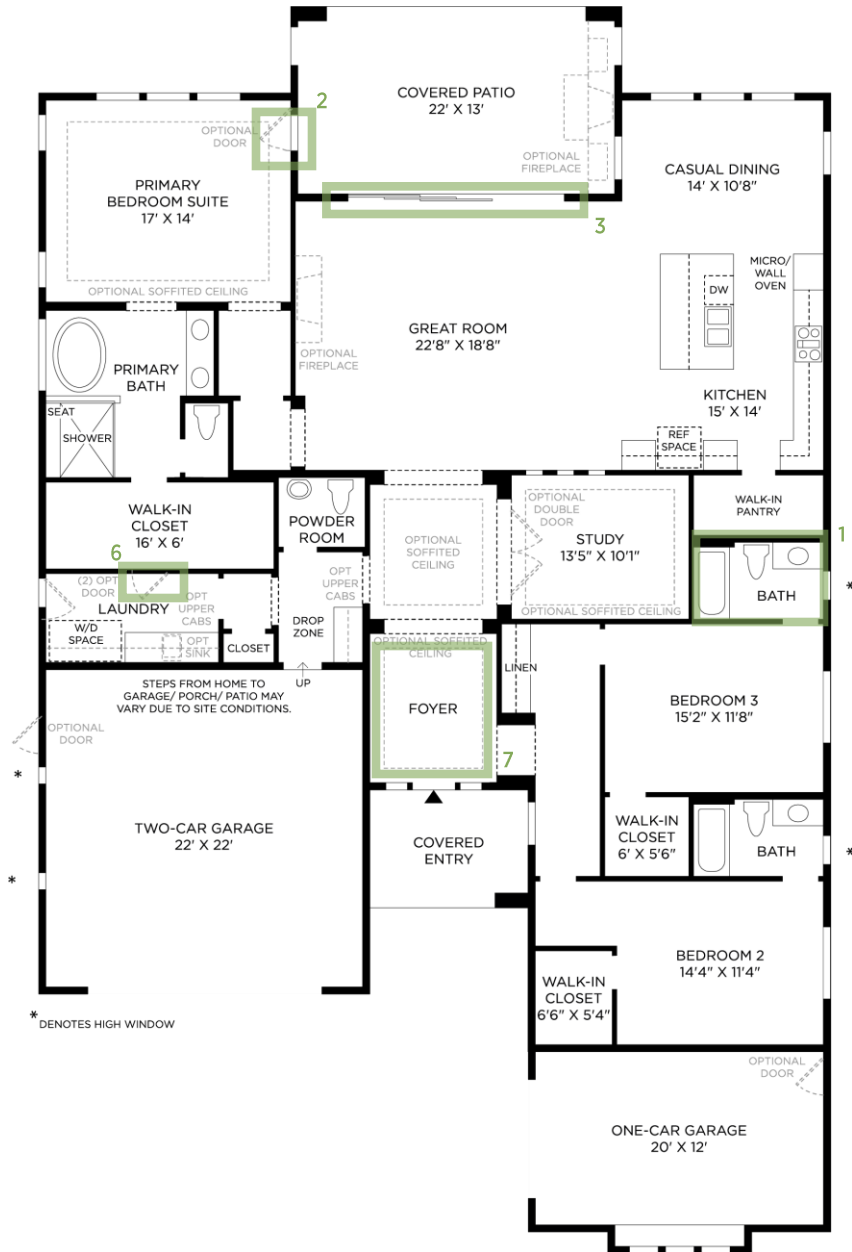 COVERED PATIO
22' X 13'
2
OPTIONAL
DOOR
OPTIONAL
FIREPLACE
CASUAL DINING
14' X 10'8"
PRIMARY
BEDROOM SUITE
17' X 14'
3
OPTIONAL SOFFITED CEILING
MICRO/
WALL
OVEN
DW
GREAT ROOM
22'8" X 18'8"
OPTIONAL
FIREPLACE
PRIMARY
BATH
KITCHEN
15' X 14'
SEAT
SHOWER
REF
SPACE
WALK-IN
CLOSET
16' X 6'
POWDER
ROOM
OPTIONAL
SOFFITED
CEILING
OPTIONAL
DOUBLE
DOOR
STUDY
13'5" X 10'1"
OPTIONAL SOFFITED CEILING
WALK-IN
PANTRY
1
BATH
*
6
(2) OPT
DOOR
LAUNDRY
OPT
UPPER
CABS
W/D
SPACE
OPT
SINK
CLOSET
OPT
UPPER
CABS
DROP
ZONE
UP
OPTIONAL SOFFITED
CEILING
FOYER
7
LINEN
BEDROOM 3
15'2" X 11'8"
STEPS FROM HOME TO
GARAGE/ PORCH/ PATIO MAY
VARY DUE TO SITE CONDITIONS.
OPTIONAL
DOOR
*
TWO-CAR GARAGE
22' X 22'
*
COVERED
ENTRY
WALK-IN
CLOSET
6' X 5'6"
BATH
*
BEDROOM 2
14'4" X 11'4"
WALK-IN
CLOSET
6'6" X 5'4"
*DENOTES HIGH WINDOW
OPTIONAL
DOOR
ONE-CAR GARAGE
20' X 12'